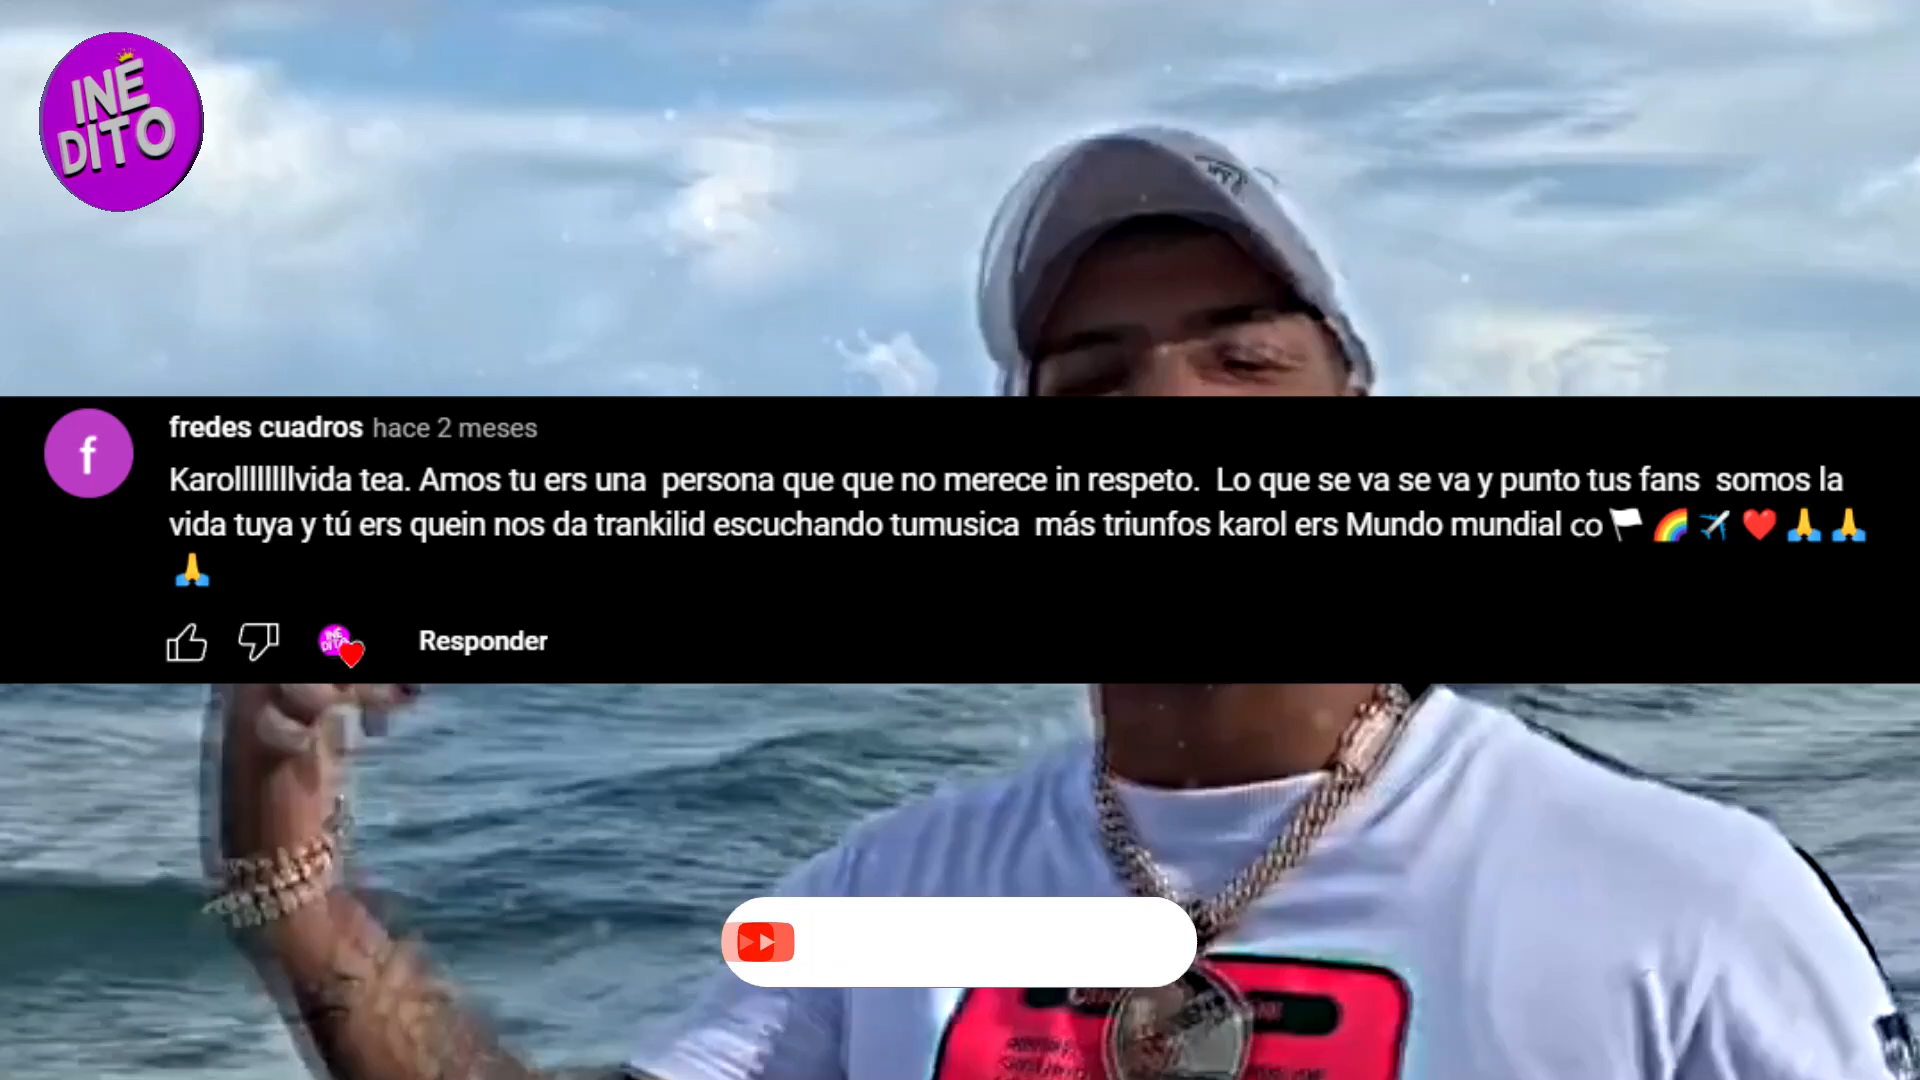 INÉ
DITO
fredes cuadros hace 2 meses
Karolllllllllvida tea. Amos tu ers una persona que que no merece in respeto. Lo que se va se va y punto tus fans somos la
vida tuya y tú ers quein nos da trankilid escuchando tumusica más triunfos karol ers Mundo mundial co🏳️🌈✈️❤️🙏🙏
🙏
Responder